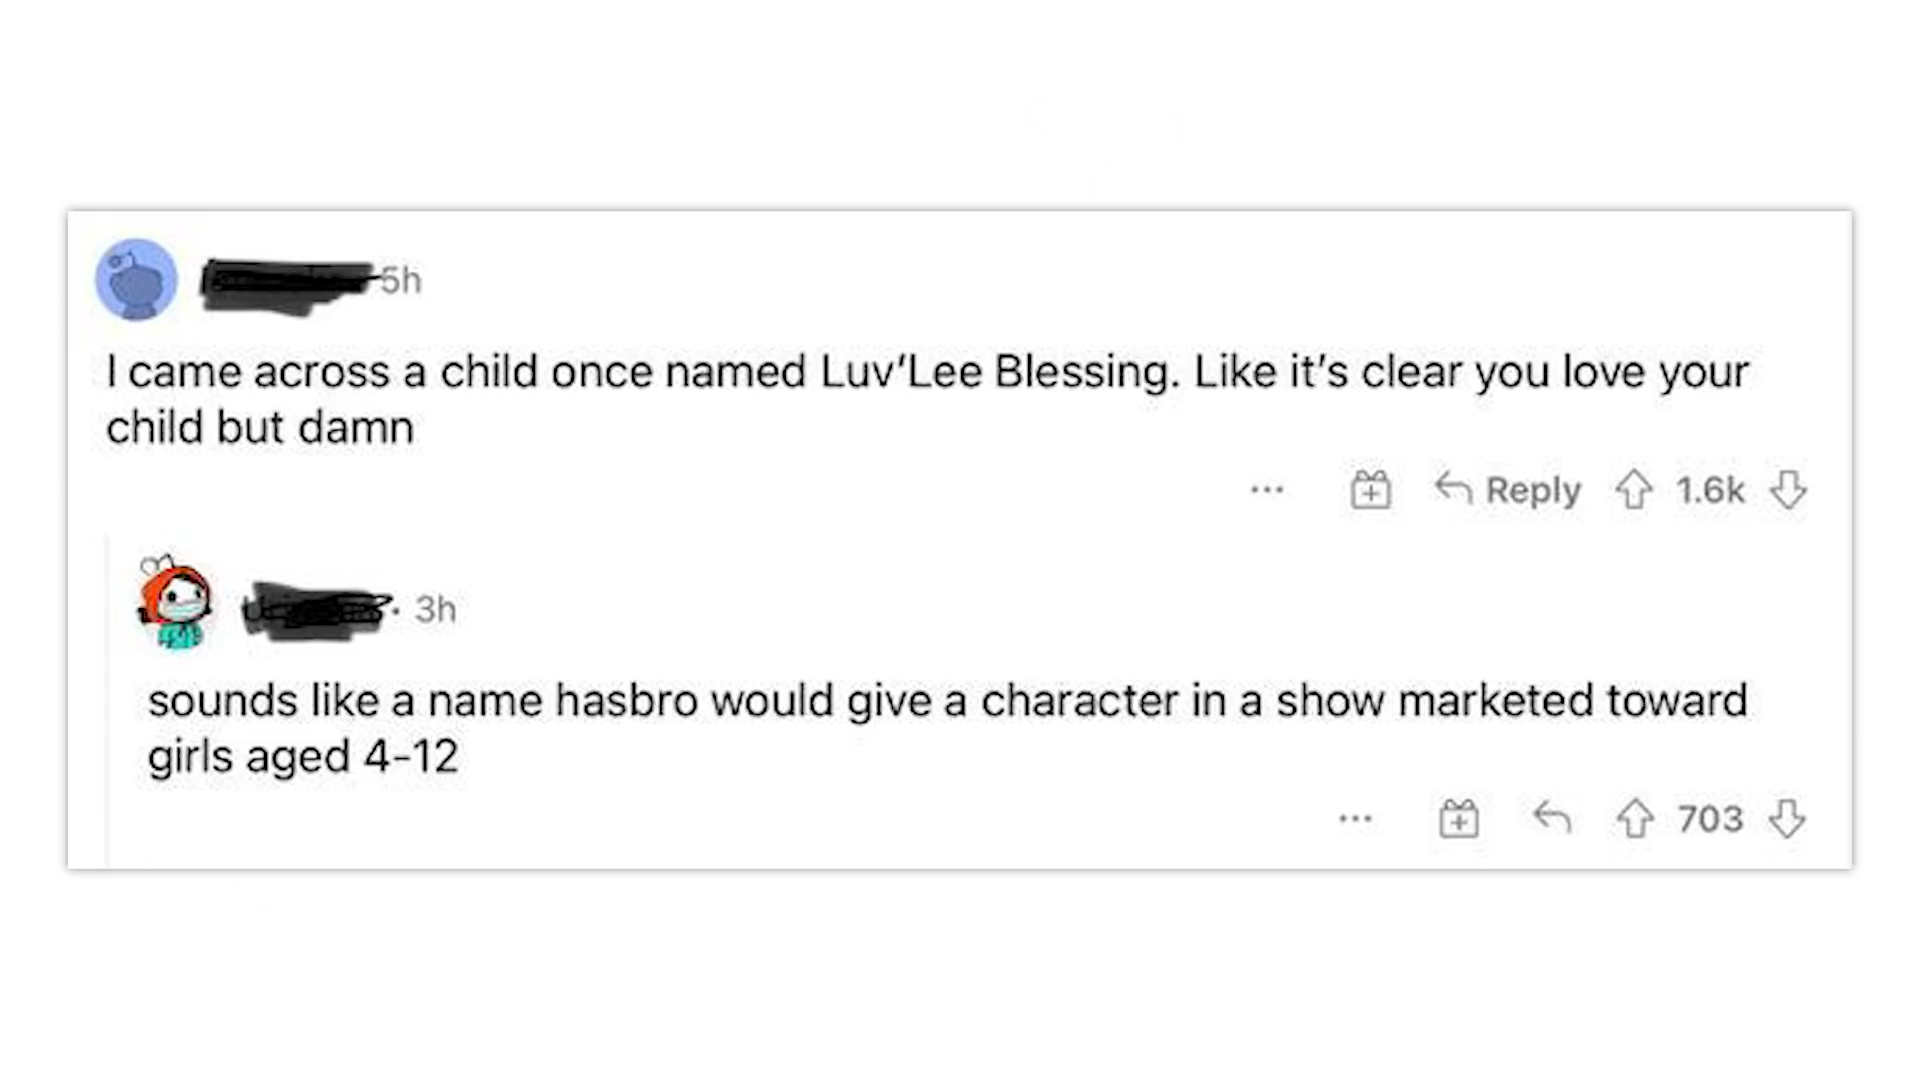 5h
I came across a child once named Luv’Lee Blessing. Like it’s clear you love your
child but damn
... Reply 1.6k
· 3h
sounds like a name hasbro would give a character in a show marketed toward
girls aged 4-12
... 703